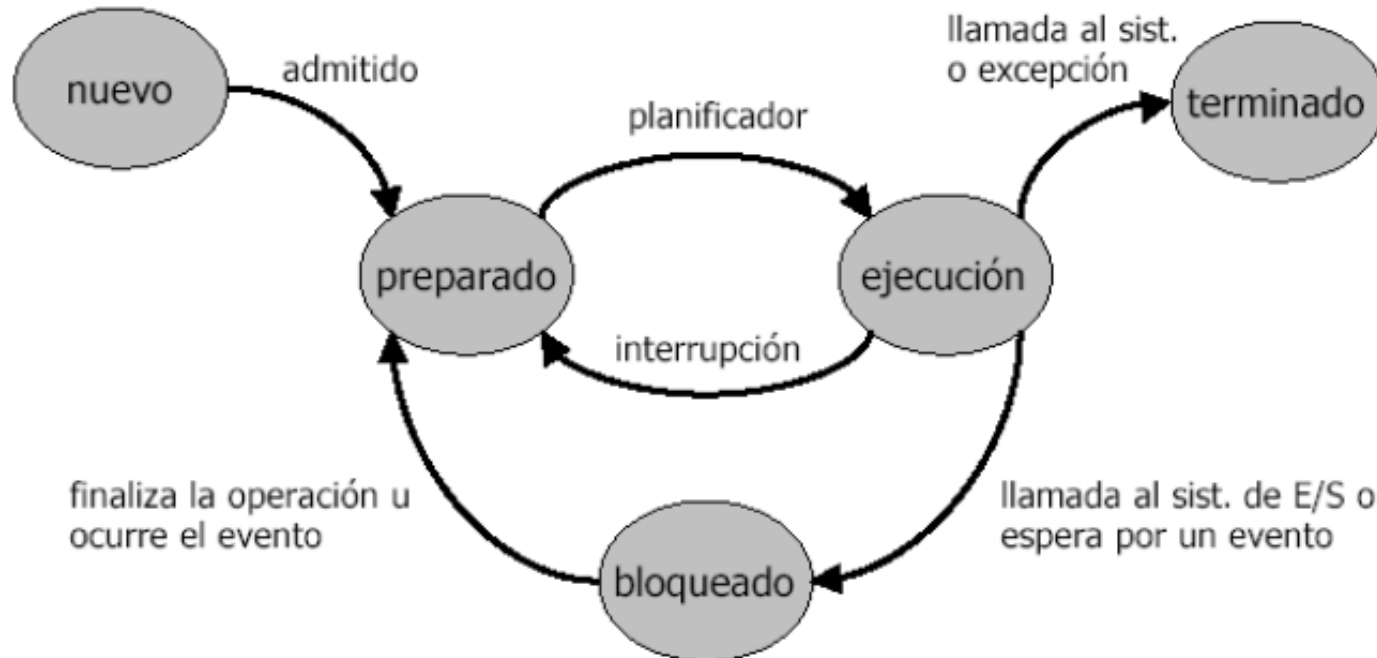 nuevo
admitido
llamada al sist.
o excepción
terminado
planificador
preparado
ejecución
interrupción
finaliza la operación u
ocurre el evento
llamada al sist. de E/S o
espera por un evento
bloqueado